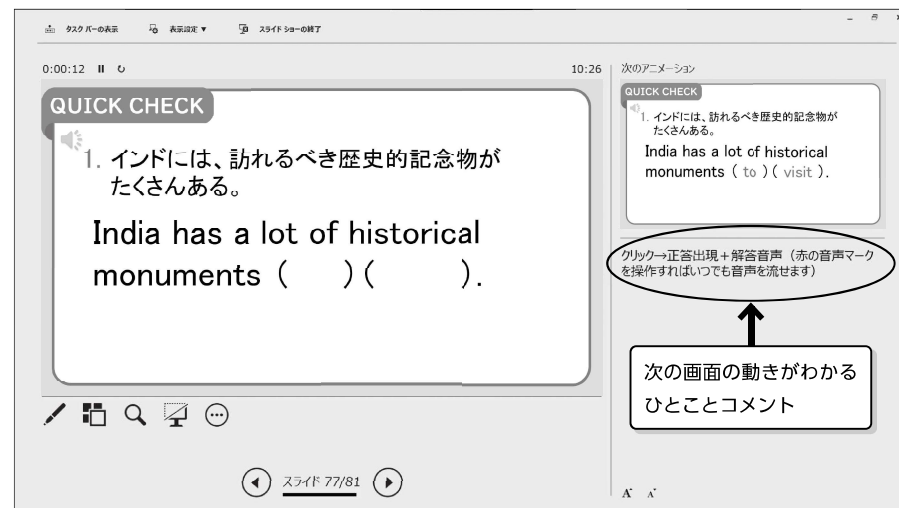 タスク バーの表示 表示設定 ▼ スライド ショーの終了
0:00:12 10:26
QUICK CHECK
1. インドには、訪れるべき歴史的記念物が
たくさんある。
India has a lot of historical
monuments (    ) (    ).
スライド 77/81
次のアニメーション
QUICK CHECK
1. インドには、訪れるべき歴史的記念物が
たくさんある。
India has a lot of historical
monuments ( to ) ( visit ).
クリック→正答出現+解答音声（赤の音声マーク
を操作すればいつでも音声を流せます）
次の画面の動きがわかる
ひとことコメント
A A